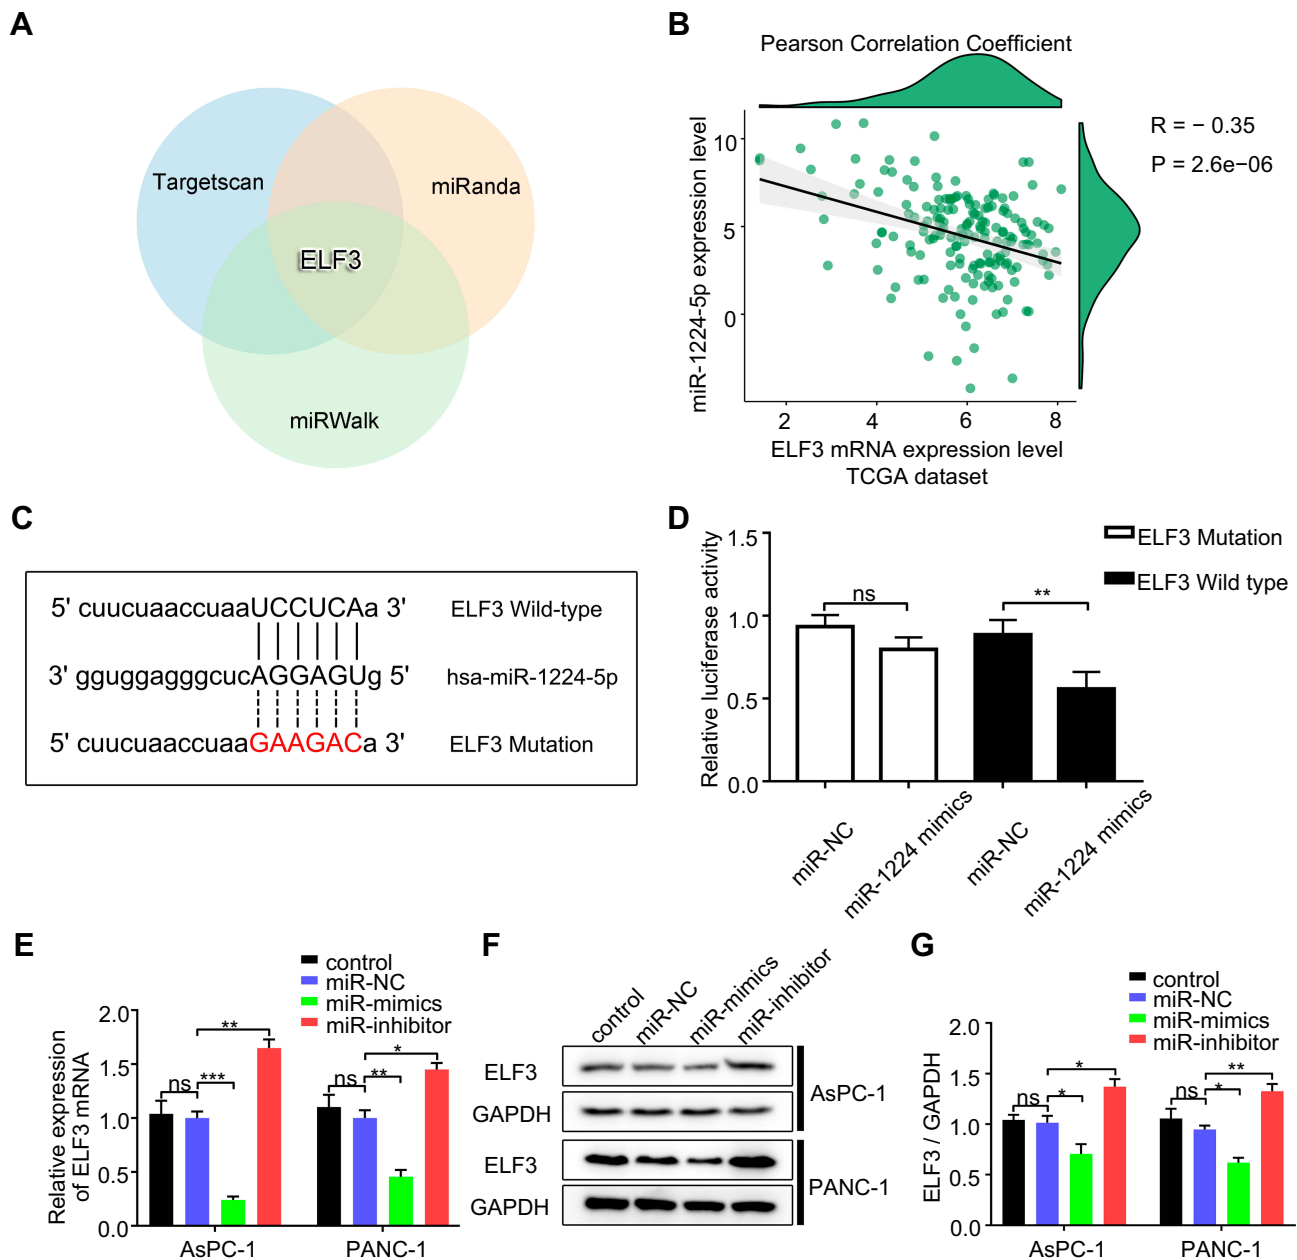 A
Targetscan
miRanda
ELF3
miRWalk
B
Pearson Correlation Coefficient
R = − 0.35
P = 2.6e−06
miR-1224-5p expression level
10
5
0
2 4 6 8
ELF3 mRNA expression level
TCGA dataset
C
5' cuucuaaccuaaUCCUCAa 3' ELF3 Wild-type
3' gguggagggcucAGGAGUg 5' hsa-miR-1224-5p
5' cuucuaaccuaaGAAGACa 3' ELF3 Mutation
D
Relative luciferase activity
1.5
1.0
0.5
0.0
ns
**
ELF3 Mutation
ELF3 Wild type
miR-NC
miR-1224 mimics
miR-NC
miR-1224 mimics
E
control
miR-NC
miR-mimics
miR-inhibitor
Relative expression
of ELF3 mRNA
2.0
1.5
1.0
0.5
0.0
ns
***
**
ns
**
*
AsPC-1
PANC-1
F
control
miR-NC
miR-mimics
miR-inhibitor
ELF3
GAPDH
AsPC-1
ELF3
GAPDH
PANC-1
G
control
miR-NC
miR-mimics
miR-inhibitor
ELF3 / GAPDH
2.0
1.5
1.0
0.5
0.0
ns
*
*
ns
*
**
AsPC-1
PANC-1